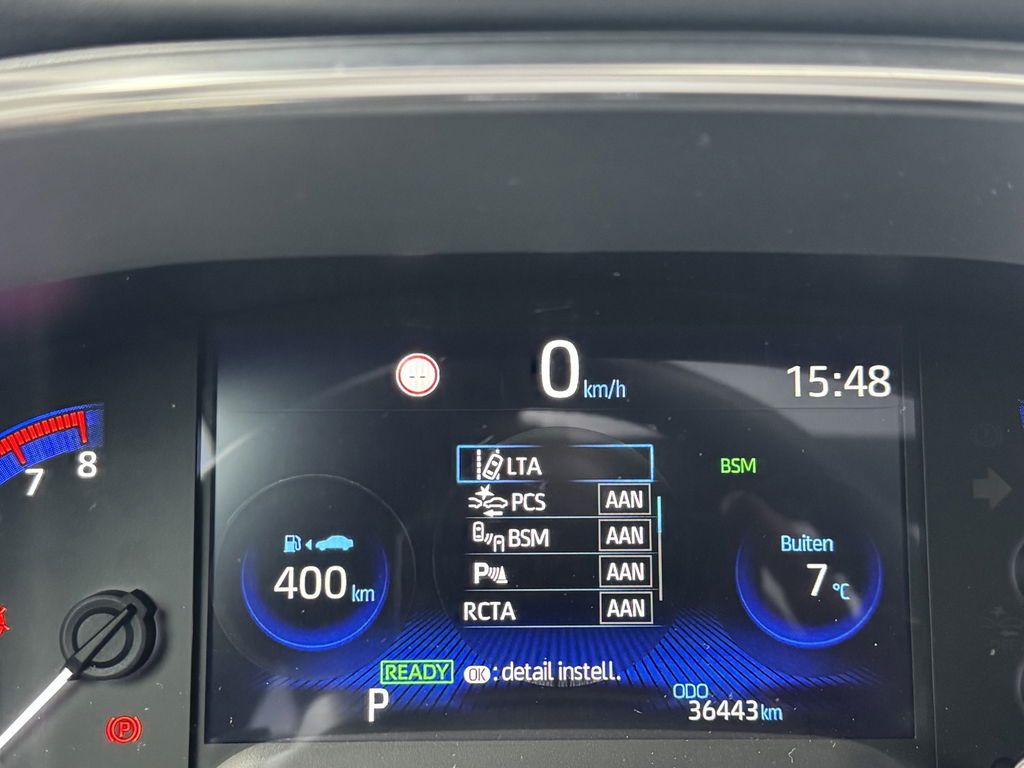 0 km/h
15:48
7 8
LTA
PCS AAN
BSM AAN
P AAN
RCTA AAN
BSM
400 km
Buiten
7 °C
READY
OK : detail instell.
P
ODO
36443 km
P